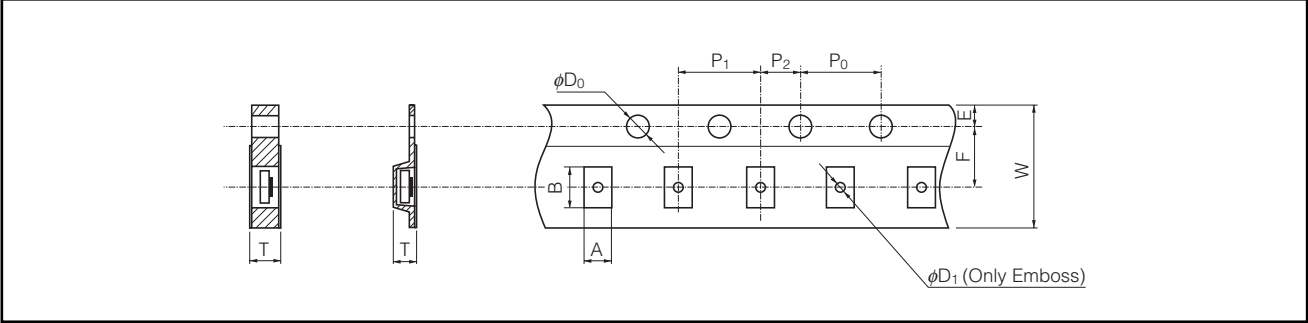 P₁ P₂ P₀
ϕD₀
E
F
W
B
T T A
ϕD₁ (Only Emboss)